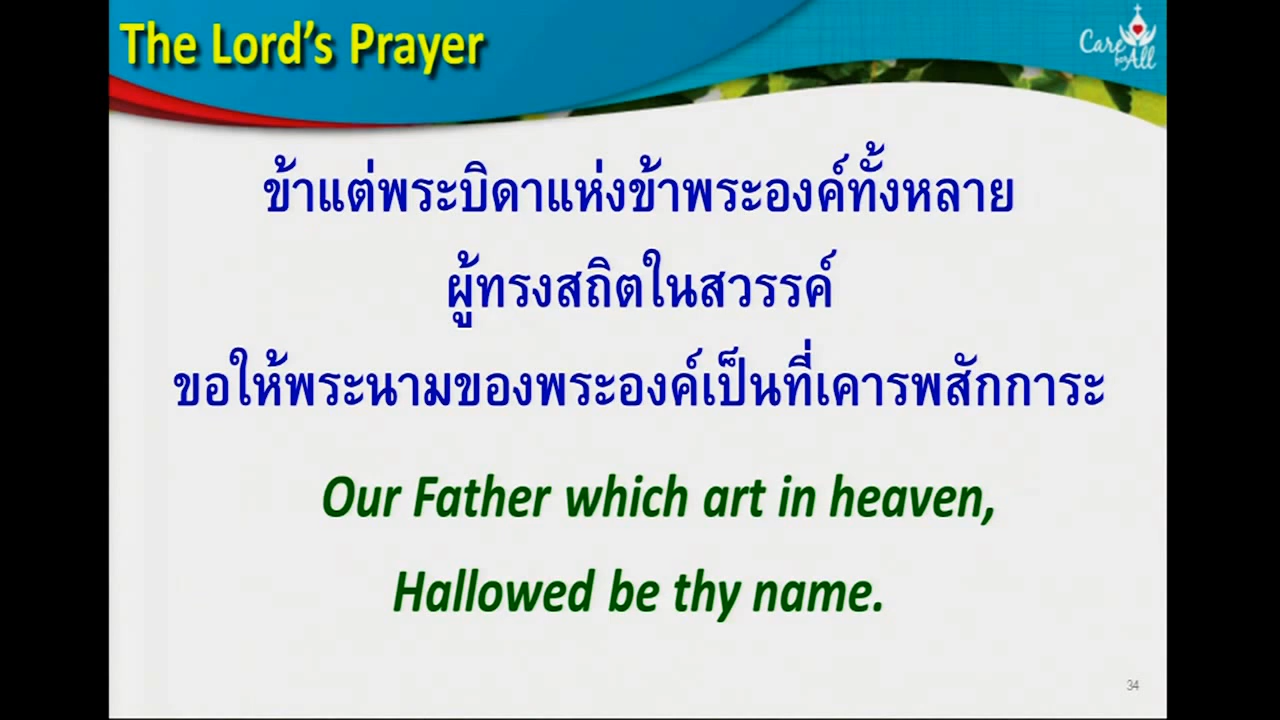 The Lord's Prayer
Care
for All
ข้าแต่พระบิดาแห่งข้าพระองค์ทั้งหลาย
ผู้ทรงสถิตในสวรรค์
ขอให้พระนามของพระองค์เป็นที่เคารพสักการะ
Our Father which art in heaven,
Hallowed be thy name.
34